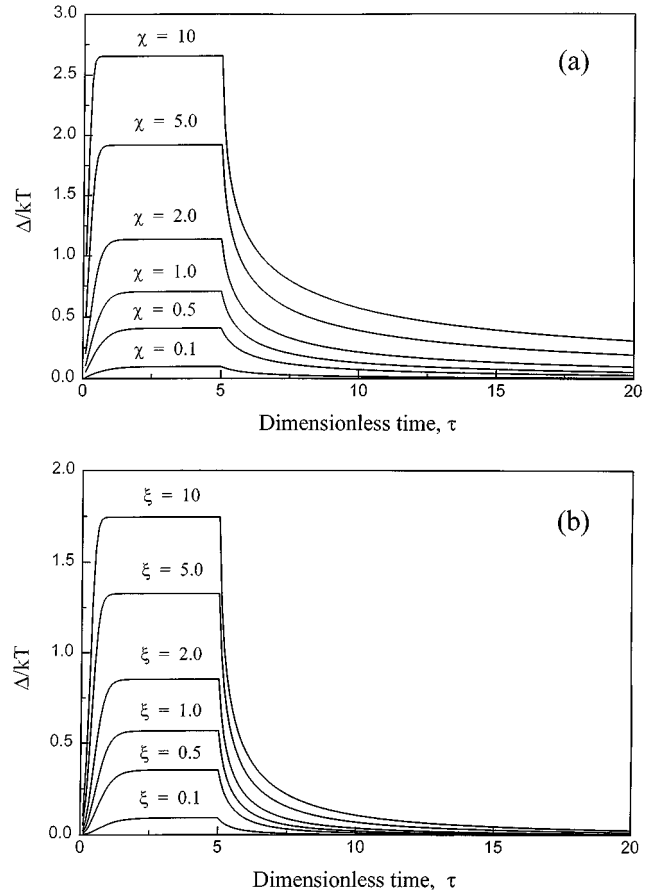 3.0
χ = 10
(a)
2.5
2.0
χ = 5.0
1.5
χ = 2.0
1.0
χ = 1.0
χ = 0.5
0.5
χ = 0.1
0.0
Δ/kT
0 5 10 15 20
Dimensionless time, τ
2.0
ξ = 10
(b)
1.5
ξ = 5.0
1.0
ξ = 2.0
ξ = 1.0
0.5
ξ = 0.5
ξ = 0.1
0.0
Δ/kT
0 5 10 15 20
Dimensionless time, τ